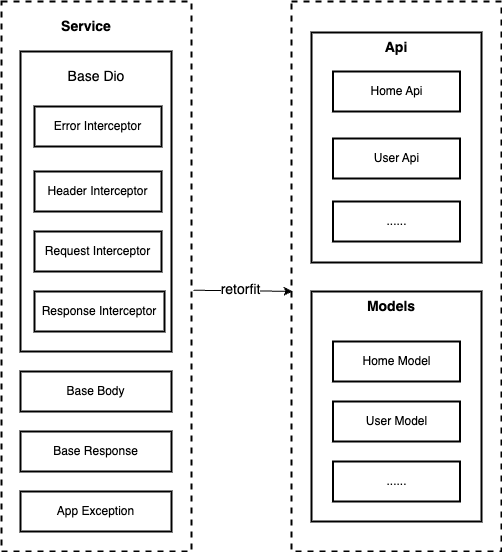 Service
Base Dio
Error Interceptor
Header Interceptor
Request Interceptor
Response Interceptor
Base Body
Base Response
App Exception
retorfit
Api
Home Api
User Api
......
Models
Home Model
User Model
......